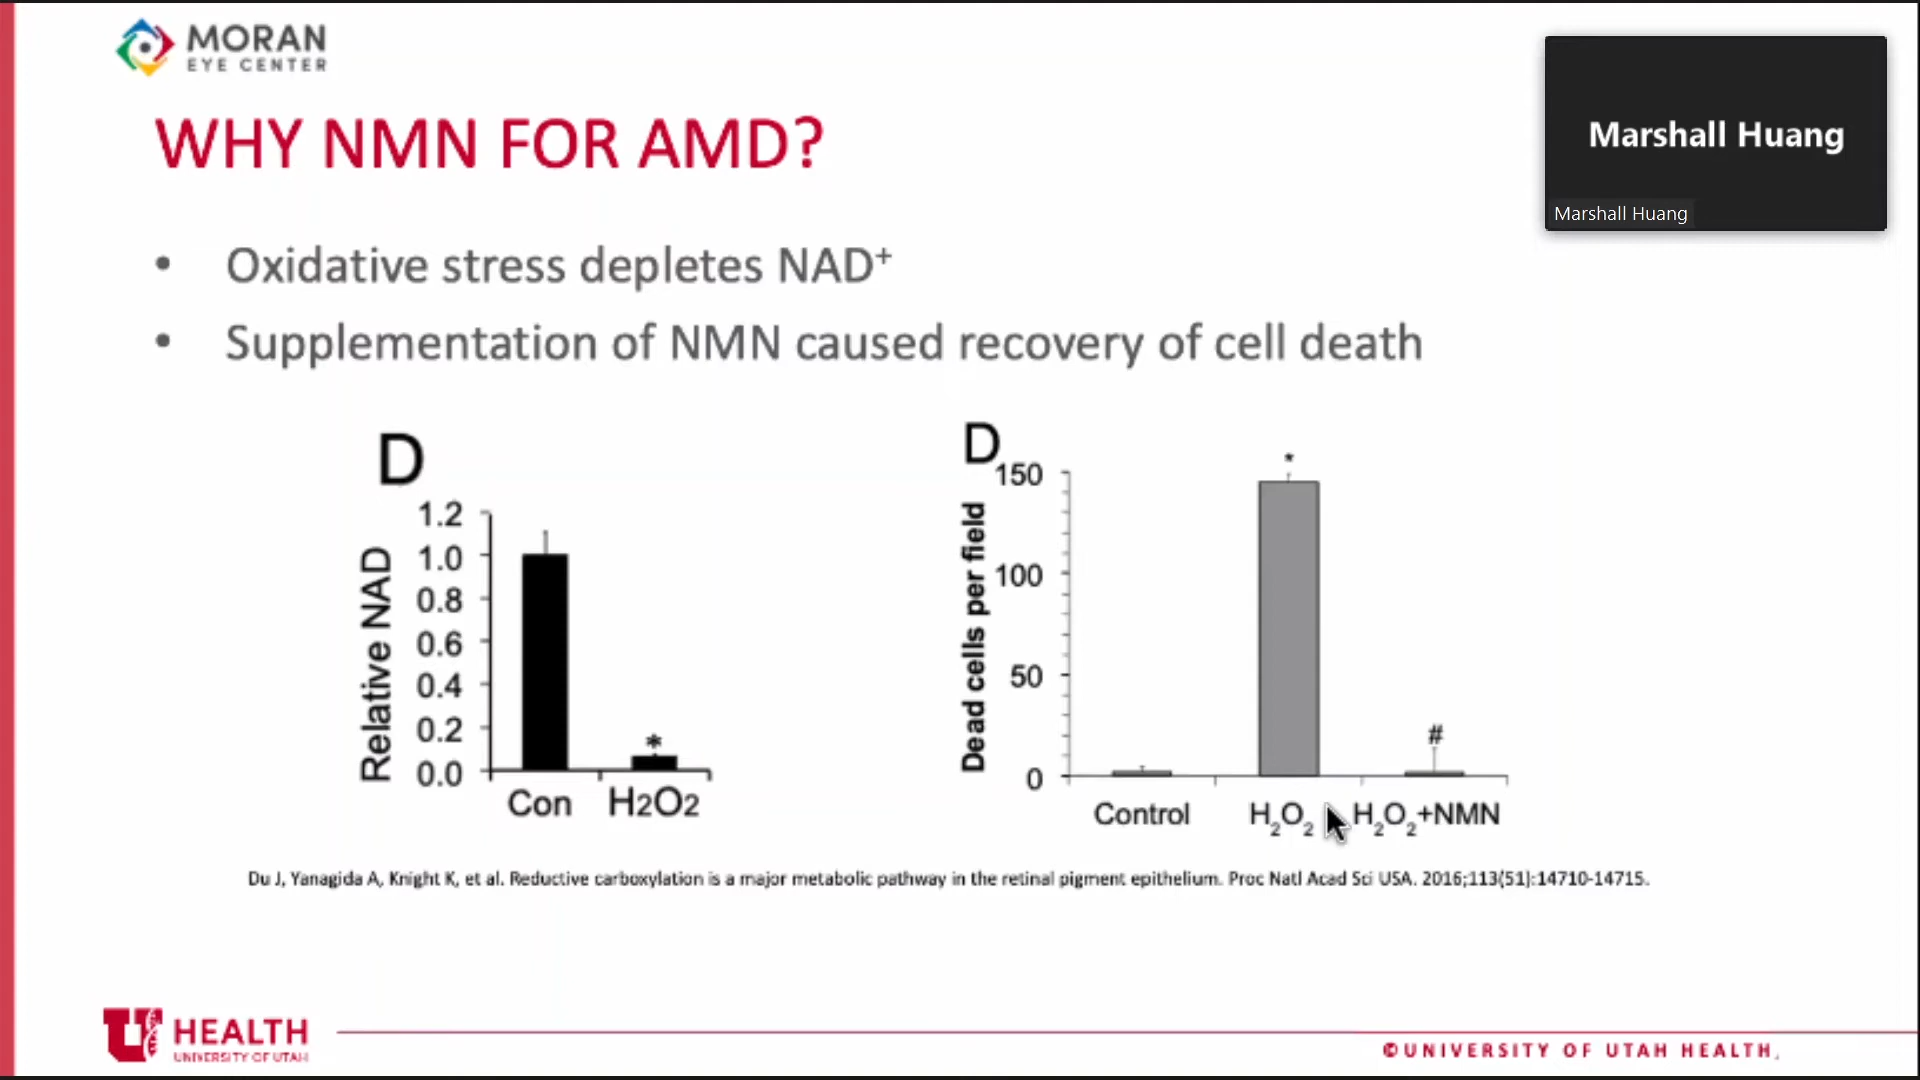 MORAN
EYE CENTER
Marshall Huang
Marshall Huang
WHY NMN FOR AMD?
• Oxidative stress depletes NAD⁺
• Supplementation of NMN caused recovery of cell death
D
Relative NAD
1.2
1.0
0.8
0.6
0.4
0.2
0.0
*
Con H2O2
D
Dead cells per field
150
100
50
0
*
#
Control H₂O₂ H₂O₂+NMN
Du J, Yanagida A, Knight K, et al. Reductive carboxylation is a major metabolic pathway in the retinal pigment epithelium. Proc Natl Acad Sci USA. 2016;113(51):14710-14715.
U HEALTH
UNIVERSITY OF UTAH
©UNIVERSITY OF UTAH HEALTH,